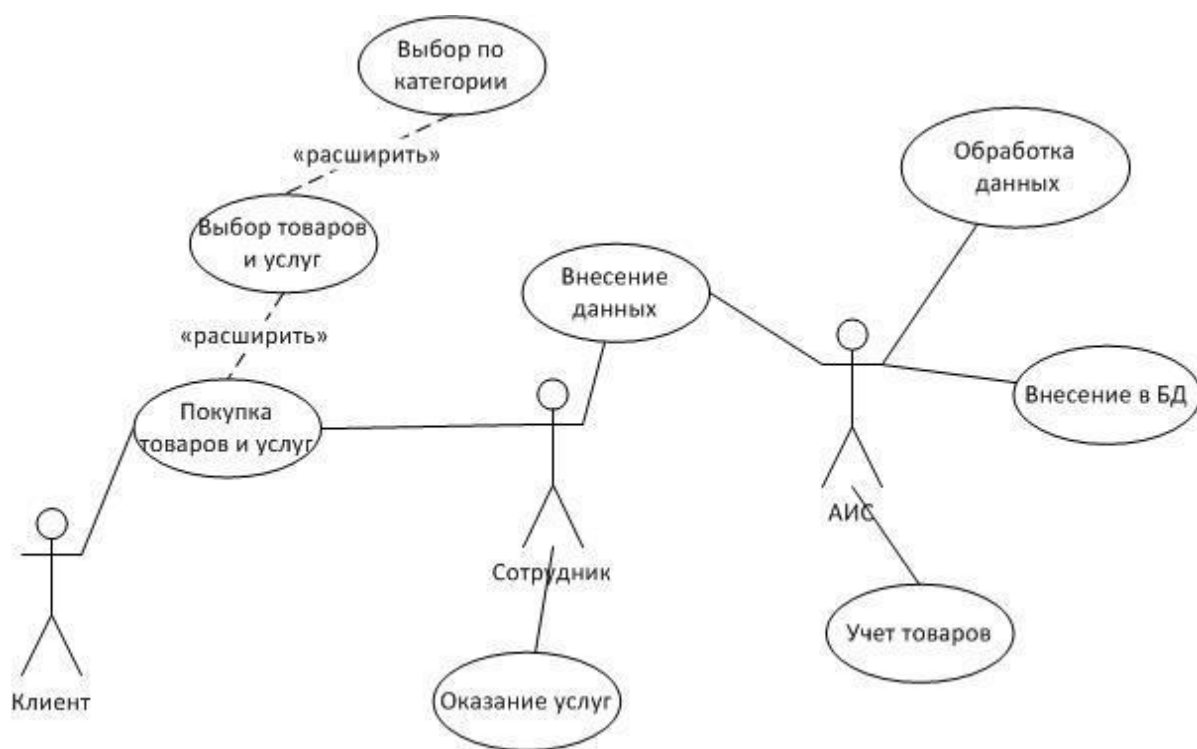 Выбор по
категории
«расширить»
Выбор товаров
и услуг
«расширить»
Покупка
товаров и услуг
Клиент
Внесение
данных
Сотрудник
Оказание услуг
Обработка
данных
Внесение в БД
АИС
Учет товаров